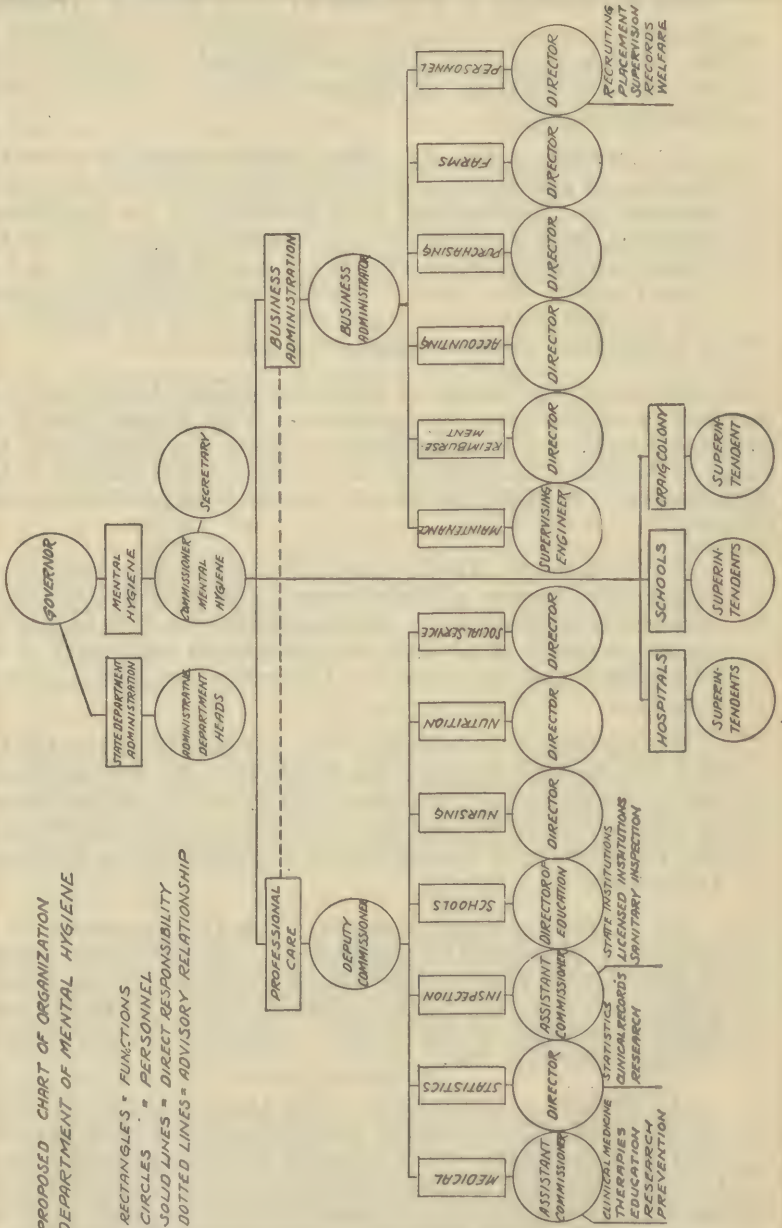 PROPOSED CHART OF ORGANIZATION
DEPARTMENT OF MENTAL HYGIENE
RECTANGLES = FUNCTIONS
CIRCLES = PERSONNEL
SOLID LINES = DIRECT RESPONSIBILITY
DOTTED LINES = ADVISORY RELATIONSHIP
GOVERNOR
STATE DEPARTMENT
ADMINISTRATION
ADMINISTRATIVE
DEPARTMENT
HEADS
MENTAL
HYGIENE
COMMISSIONER
MENTAL
HYGIENE
SECRETARY
PROFESSIONAL
CARE
DEPUTY
COMMISSIONER
BUSINESS
ADMINISTRATION
BUSINESS
ADMINISTRATOR
MEDICAL
ASSISTANT
COMMISSIONER
CLINICAL MEDICINE
THERAPIES
EDUCATION
RESEARCH
PREVENTION
STATISTICS
DIRECTOR
STATISTICS
CLINICAL RECORDS
RESEARCH
INSPECTION
ASSISTANT
COMMISSIONER
STATE INSTITUTIONS
LICENSED INSTITUTIONS
SANITARY INSPECTION
SCHOOLS
DIRECTOR OF
EDUCATION
NURSING
DIRECTOR
NUTRITION
DIRECTOR
SOCIAL SERVICE
DIRECTOR
MAINTENANCE
SUPERVISING
ENGINEER
REIMBURSE-
MENT
DIRECTOR
ACCOUNTING
DIRECTOR
PURCHASING
DIRECTOR
FARMS
DIRECTOR
PERSONNEL
DIRECTOR
RECRUITING
PLACEMENT
SUPERVISION
RECORDS
WELFARE
HOSPITALS
SUPERIN-
TENDENTS
SCHOOLS
SUPERIN-
TENDENTS
CRAIG COLONY
SUPERIN-
TENDENT